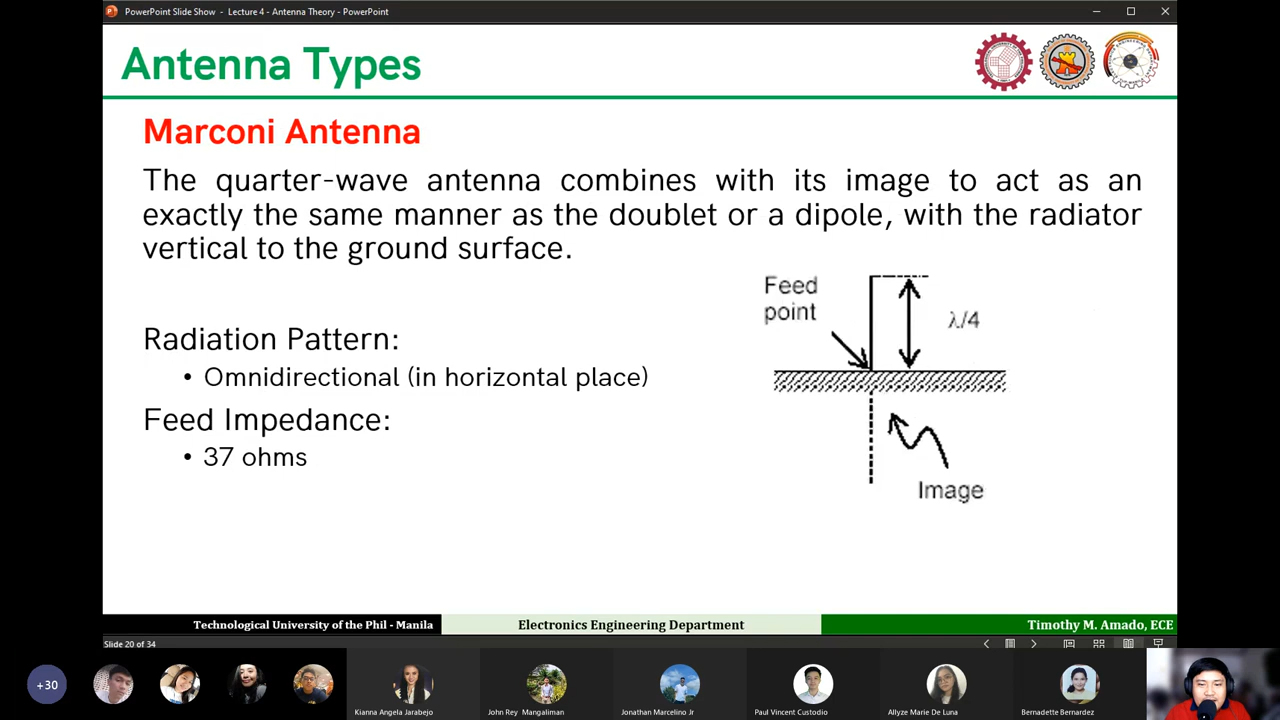 PowerPoint Slide Show - Lecture 4 - Antenna Theory - PowerPoint
Antenna Types
Marconi Antenna
The quarter-wave antenna combines with its image to act as an
exactly the same manner as the doublet or a dipole, with the radiator
vertical to the ground surface.
Radiation Pattern:
• Omnidirectional (in horizontal place)
Feed Impedance:
• 37 ohms
Feed
point
λ/4
Image
Technological University of the Phil - Manila
Electronics Engineering Department
Timothy M. Amado, ECE
Slide 20 of 34
+30
Kianna Angela Jarabejo
John Rey Mangaliman
Jonathan Marcelino Jr
Paul Vincent Custodio
Allyze Marie De Luna
Bernadette Bernardez